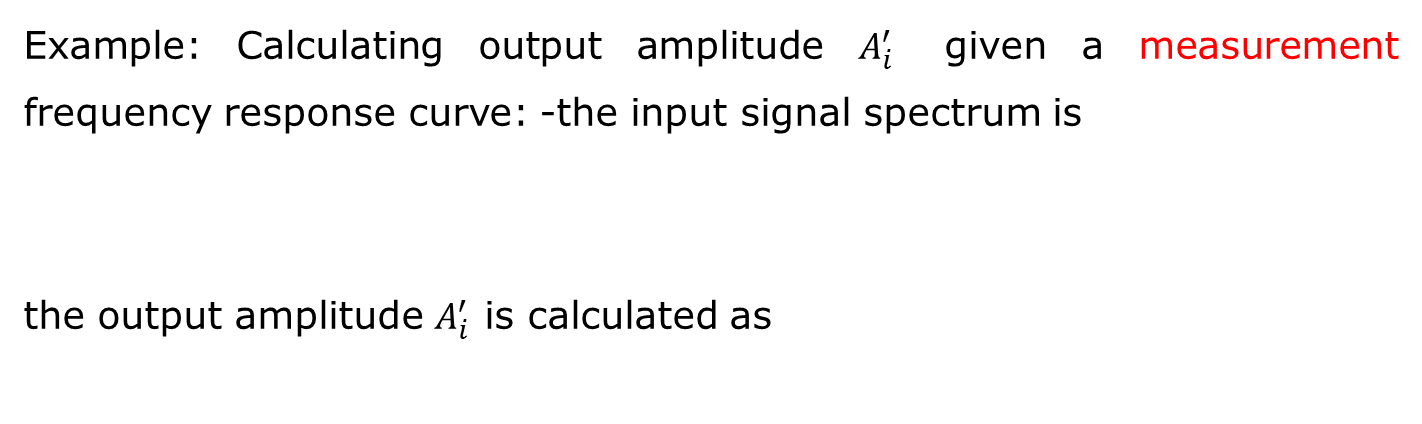 Example: Calculating output amplitude A′ᵢ given a measurement
frequency response curve: -the input signal spectrum is
the output amplitude A′ᵢ is calculated as